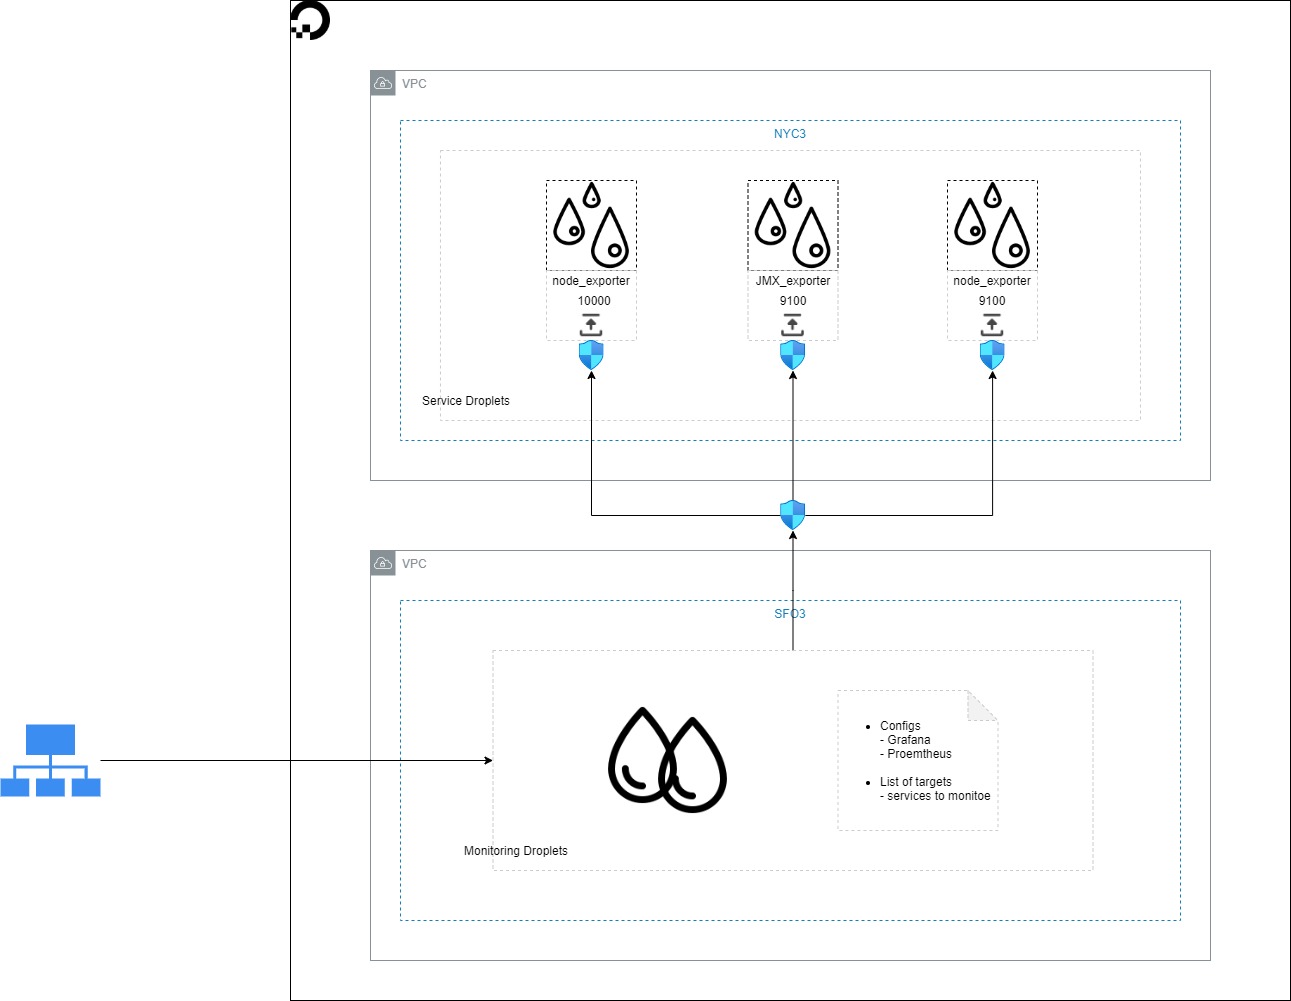 VPC
NYC3
node_exporter
10000
JMX_exporter
9100
node_exporter
9100
Service Droplets
VPC
SFO3
Configs
- Grafana
- Proemtheus
List of targets
- services to monitoe
Monitoring Droplets